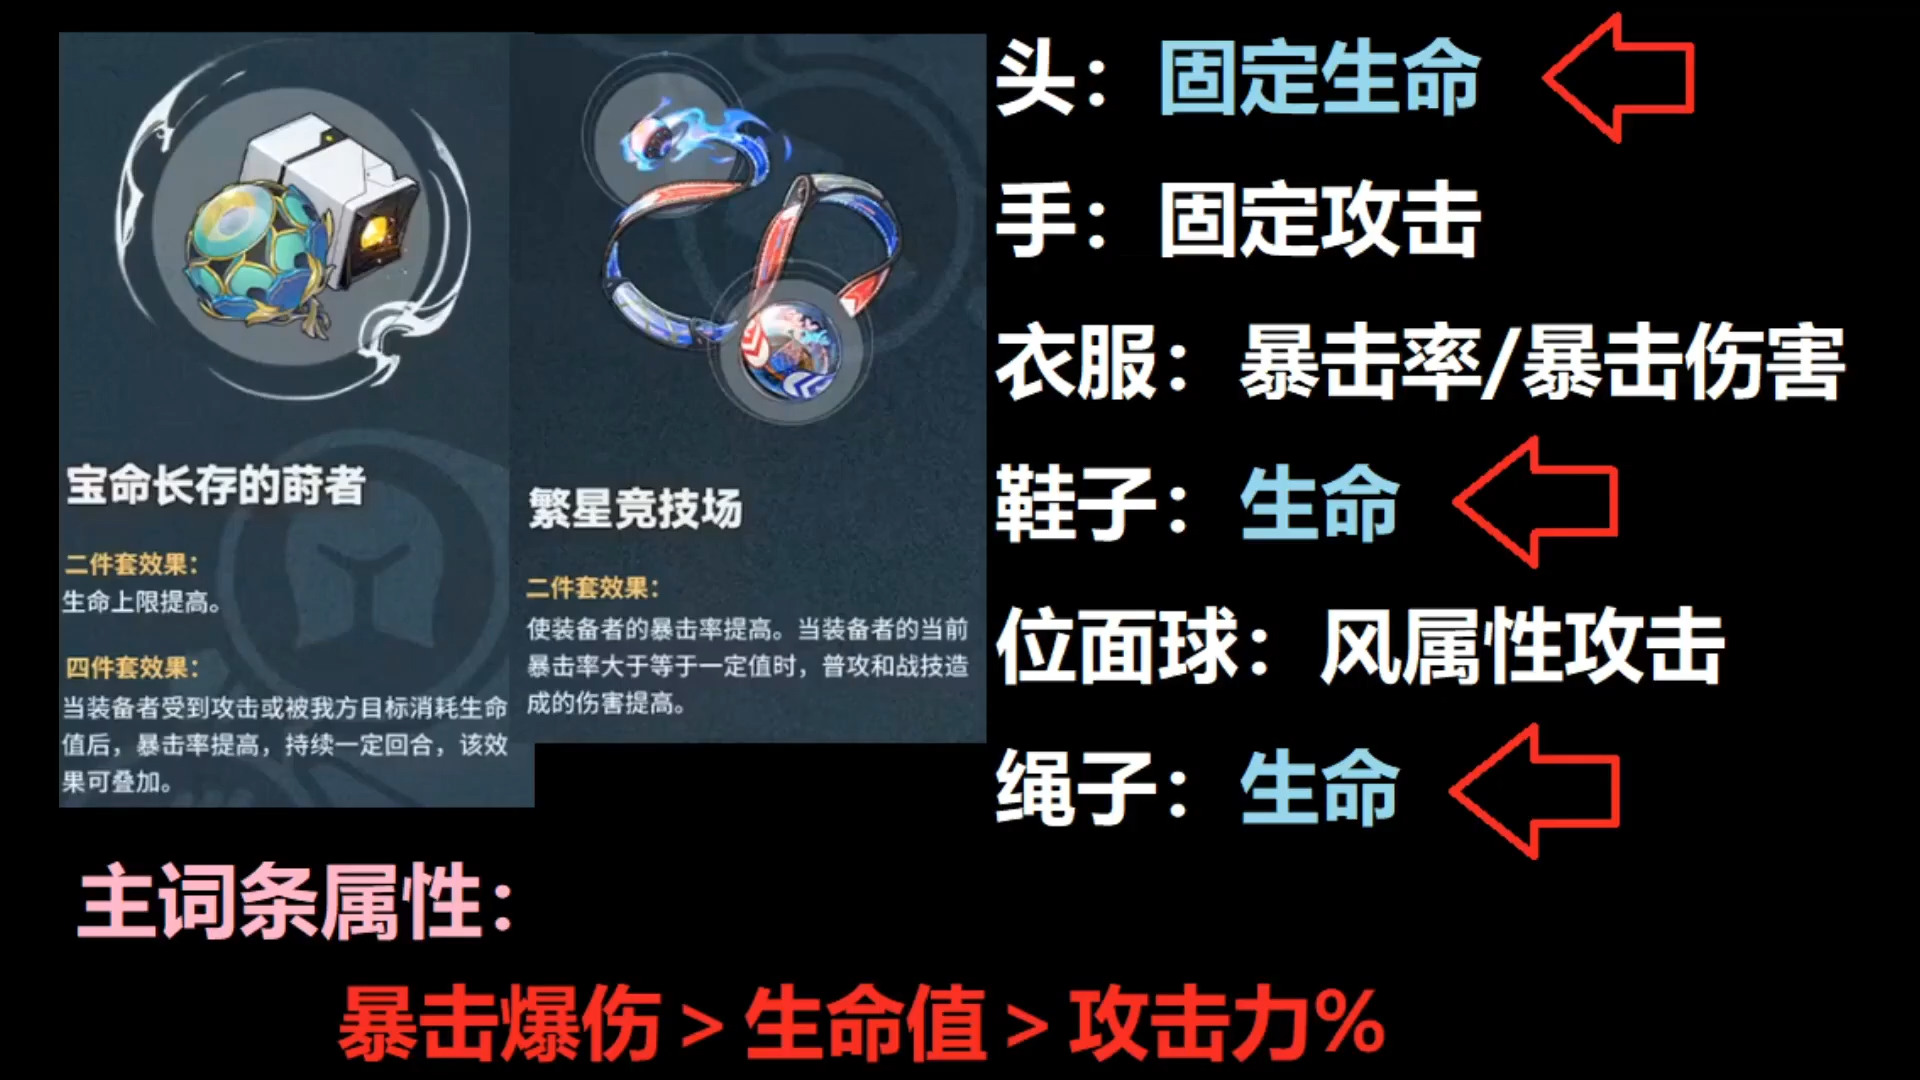 宝命长存的莳者
二件套效果：
生命上限提高。
四件套效果：
当装备者受到攻击或被我方目标消耗生命
值后，暴击率提高，持续一定回合，该效
果可叠加。
繁星竞技场
二件套效果：
使装备者的暴击率提高。当装备者的当前
暴击率大于等于一定值时，普攻和战技造
成的伤害提高。
头：固定生命
手：固定攻击
衣服：暴击率/暴击伤害
鞋子：生命
位面球：风属性攻击
绳子：生命
主词条属性：
暴击爆伤＞生命值＞攻击力%